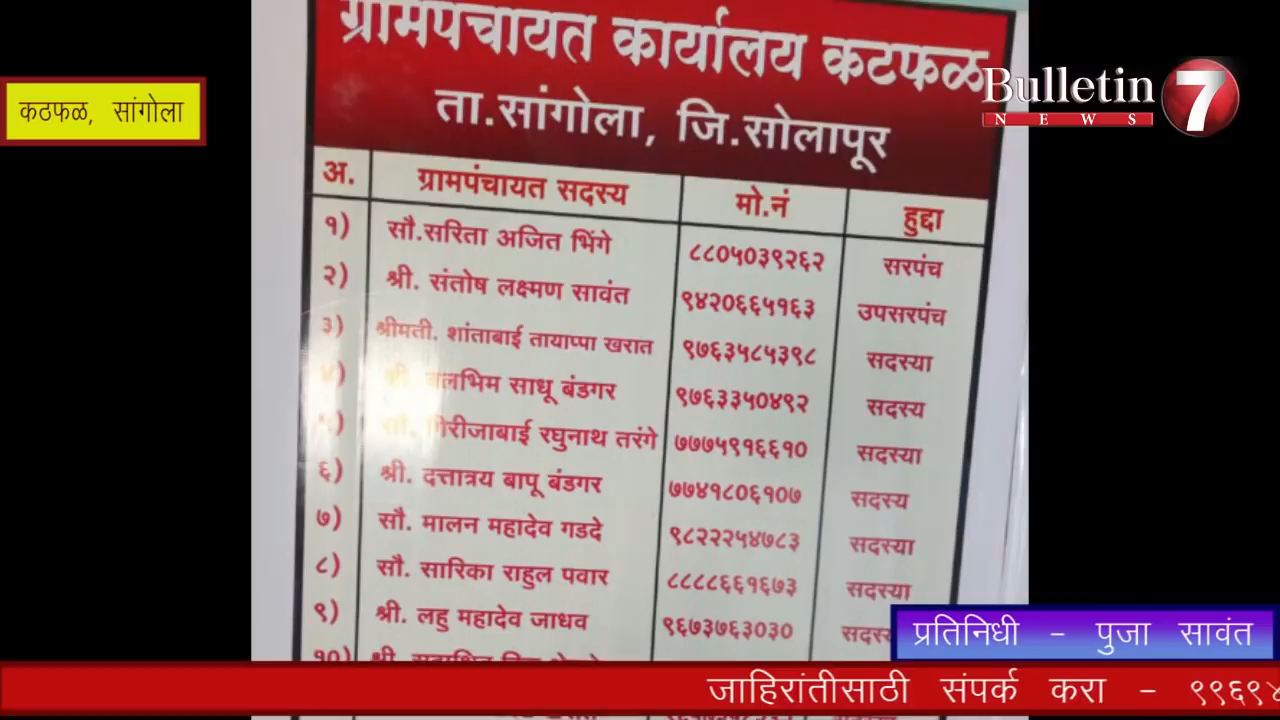 ग्रामपंचायत कार्यालय कटफळ
ता.सांगोला, जि.सोलापूर
Bulletin 7
NEWS
कठफळ, सांगोला
अ. ग्रामपंचायत सदस्य मो.नं हुद्दा
१) सौ.सरिता अजित भिंगे ८८०५०३९२६२ सरपंच
२) श्री. संतोष लक्ष्मण सावंत ९४२०६६५१६३ उपसरपंच
३) श्रीमती. शांताबाई तायाप्पा खरात ९७६३५८५३९८ सदस्या
४) श्री. बलभिम साधू बंडगर ९७६३३५०४९२ सदस्य
सौ. गिरीजाबाई रघुनाथ तरंगे ७७७५९१६६१० सदस्या
६) श्री. दत्तात्रय बापू बंडगर ७७४१८०६१०७ सदस्य
७) सौ. मालन महादेव गडदे ९८२२२५४७८३ सदस्या
८) सौ. सारिका राहुल पवार ८८८८६६१६७३ सदस्या
९) श्री. लहु महादेव जाधव ९६७३७६३०३०
१०) श्री.
प्रतिनिधी - पुजा सावंत
जाहिरांतीसाठी संपर्क करा - ९९६९४